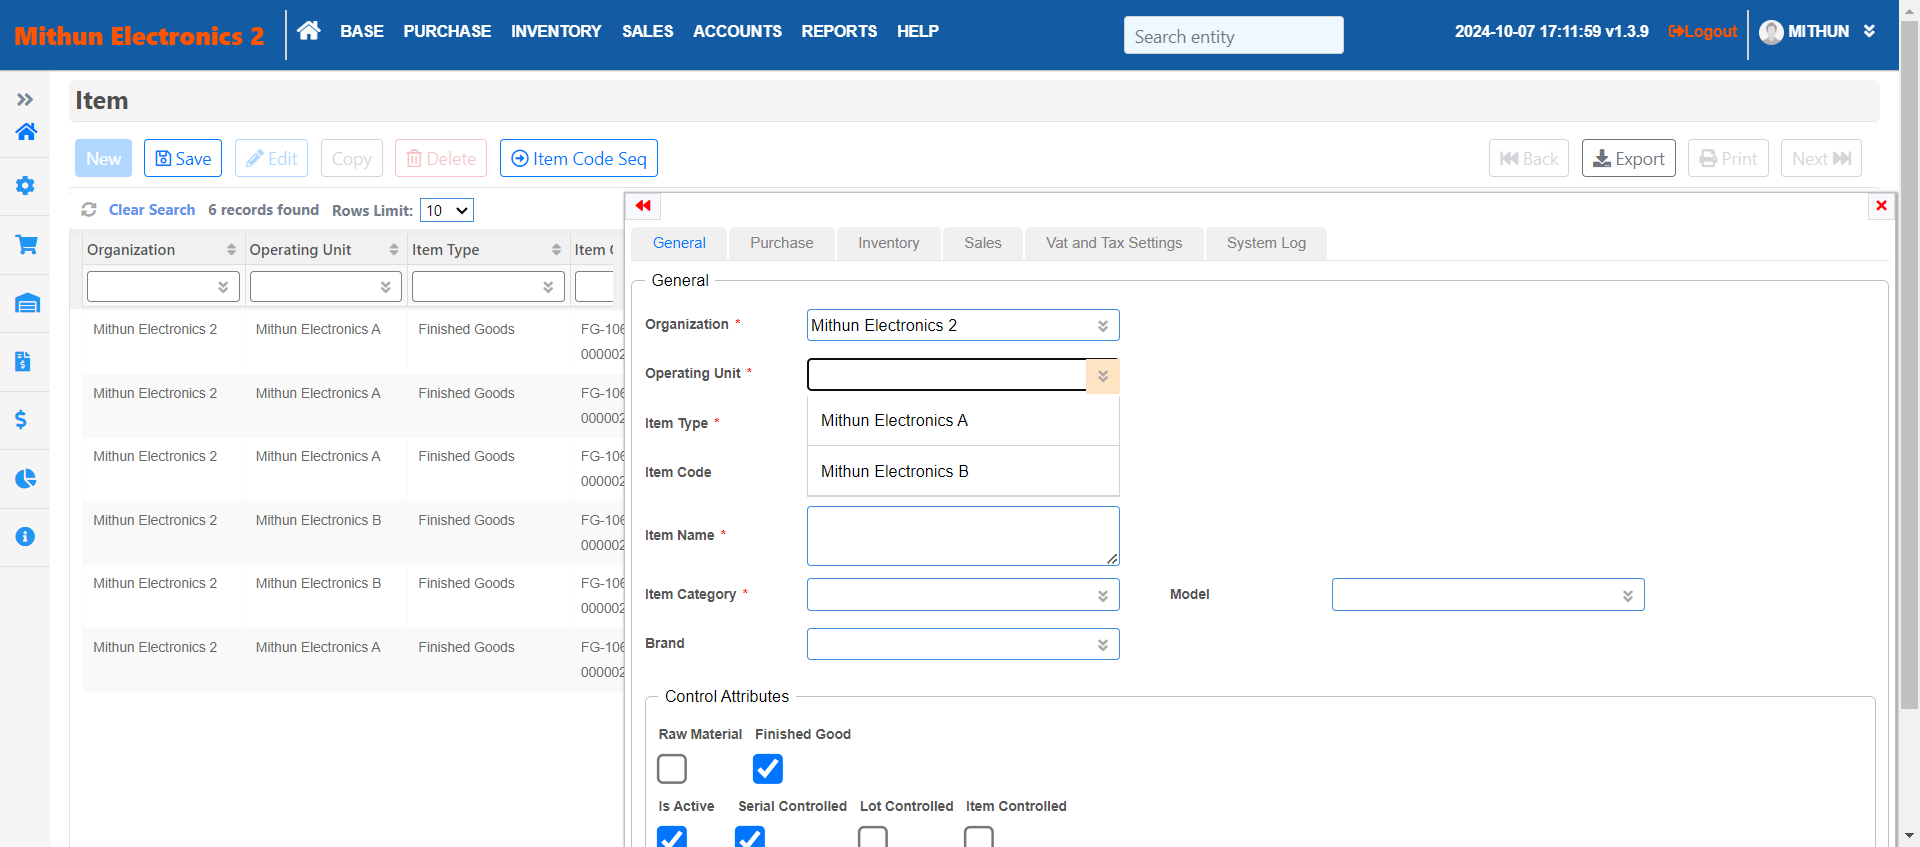 Mithun Electronics 2
BASE PURCHASE INVENTORY SALES ACCOUNTS REPORTS HELP
Search entity
2024-10-07 17:11:59 v1.3.9
Logout
MITHUN
Item
New Save Edit Copy Delete Item Code Seq
Back Export Print Next
Clear Search 6 records found Rows Limit: 10
Organization Operating Unit Item Type Item
Mithun Electronics 2 Mithun Electronics A Finished Goods FG-106
000002
Mithun Electronics 2 Mithun Electronics A Finished Goods FG-106
000002
Mithun Electronics 2 Mithun Electronics A Finished Goods FG-106
000002
Mithun Electronics 2 Mithun Electronics B Finished Goods FG-106
000002
Mithun Electronics 2 Mithun Electronics B Finished Goods FG-106
000002
Mithun Electronics 2 Mithun Electronics A Finished Goods FG-106
000002
General Purchase Inventory Sales Vat and Tax Settings System Log
General
Organization * Mithun Electronics 2
Operating Unit *
Mithun Electronics A
Item Type *
Item Code
Mithun Electronics B
Item Name *
Item Category * Model
Brand
Control Attributes
Raw Material Finished Good
Is Active Serial Controlled Lot Controlled Item Controlled